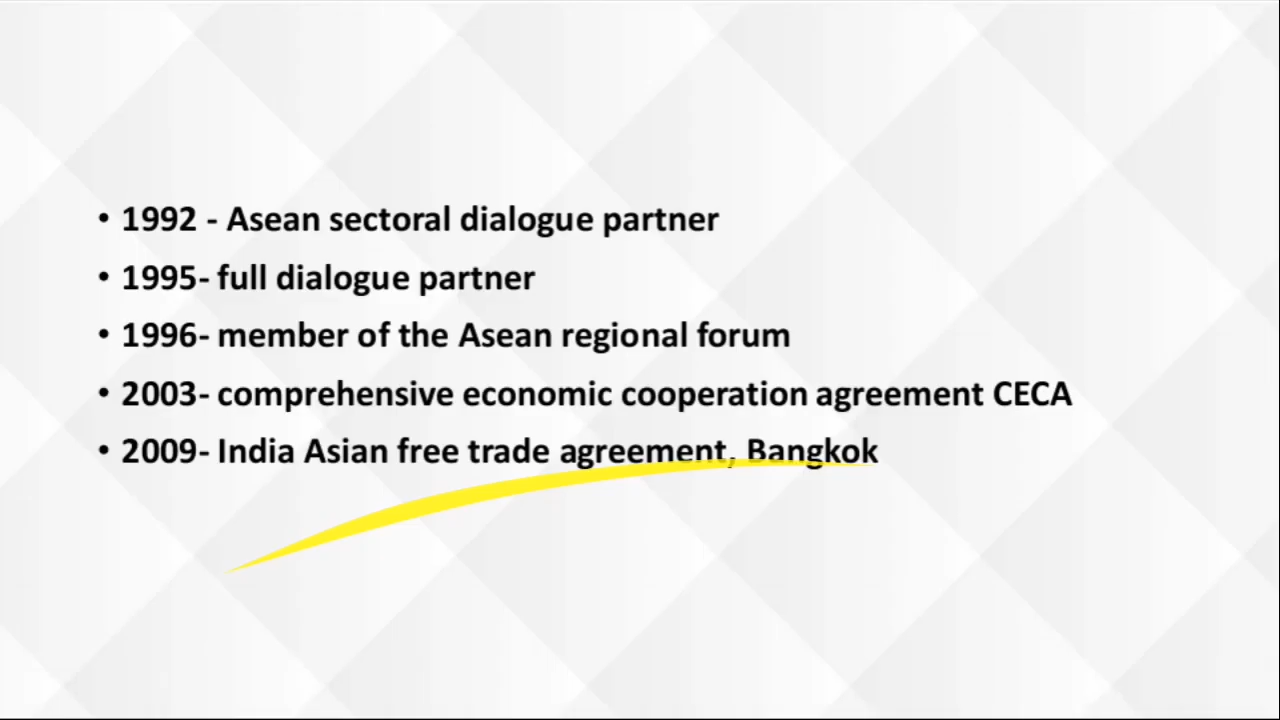 • 1992 - Asean sectoral dialogue partner
• 1995- full dialogue partner
• 1996- member of the Asean regional forum
• 2003- comprehensive economic cooperation agreement CECA
• 2009- India Asian free trade agreement, Bangkok